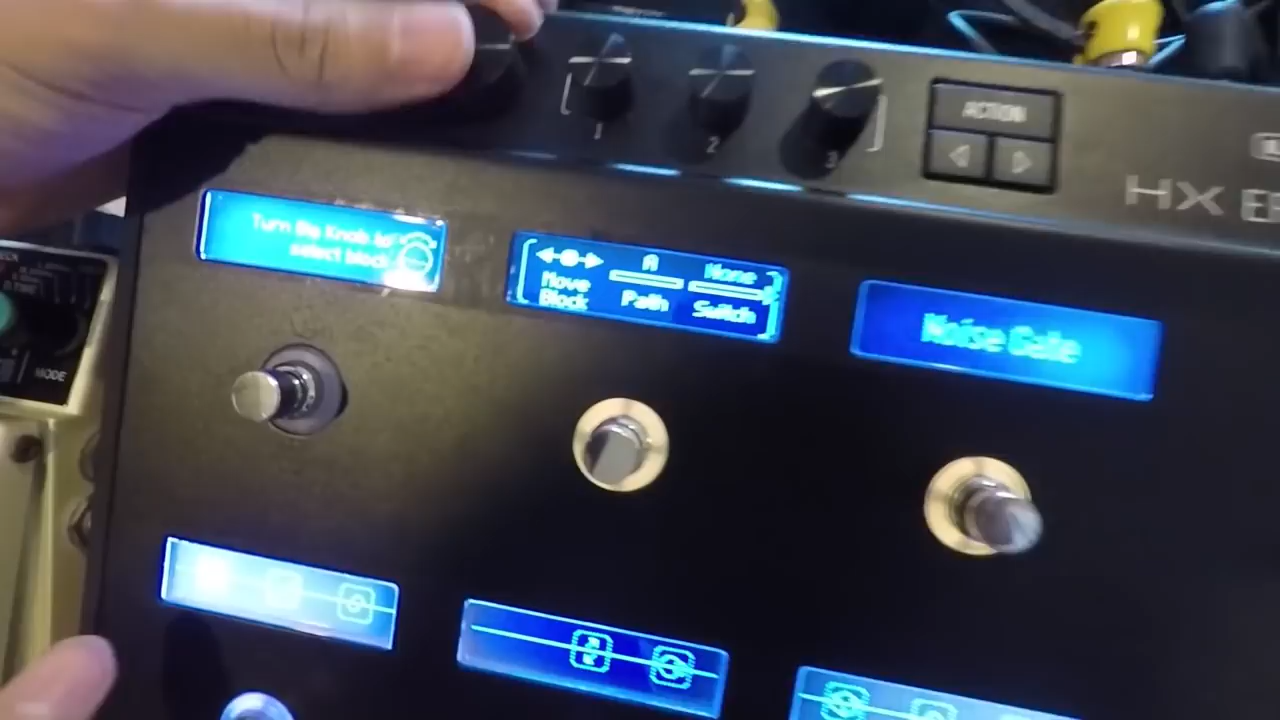 1
2
3
ACTION
HX
Turn Big Knob to
select block
Move
Block
A
Path
None
Switch
Noise Gate
MODE